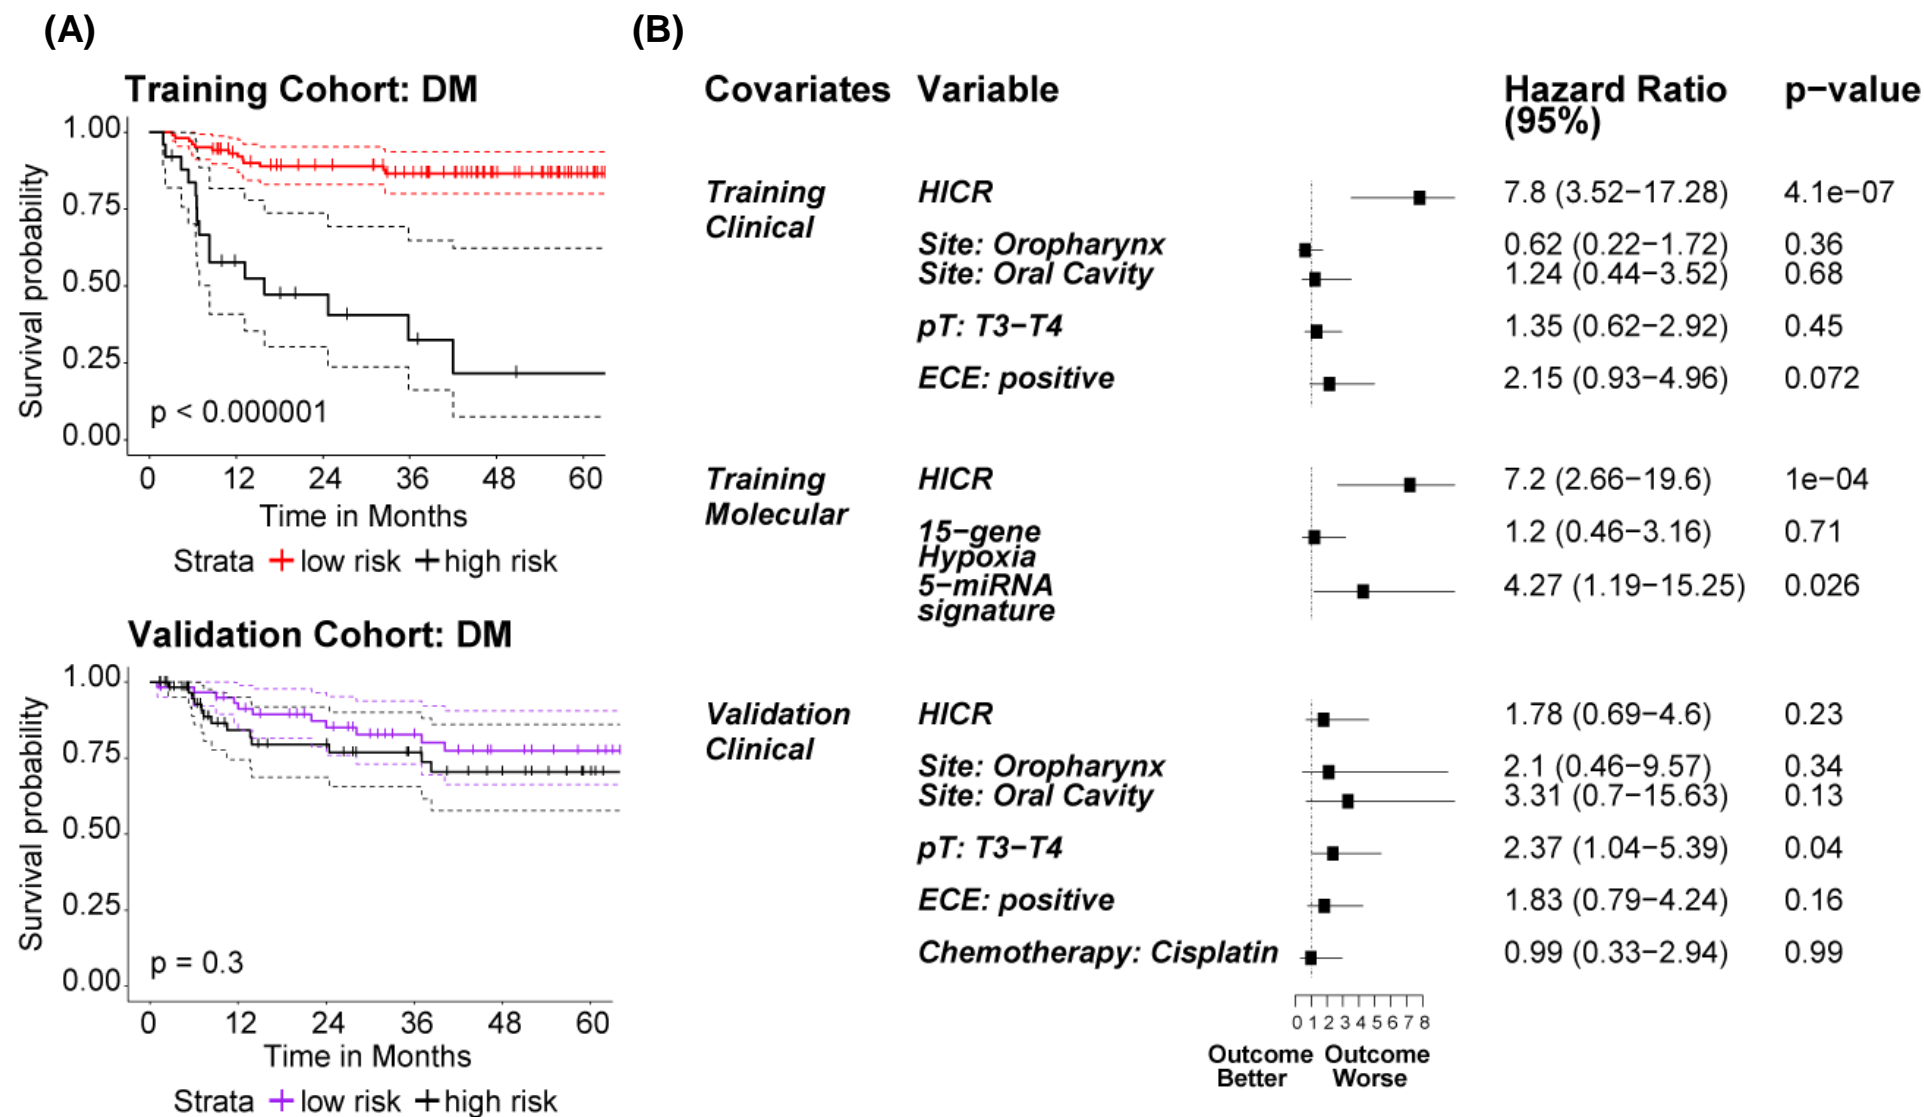 (A)
Training Cohort: DM
Survival probability
1.00
0.75
0.50
0.25
0.00
p < 0.000001
0 12 24 36 48 60
Time in Months
Strata low risk high risk
Validation Cohort: DM
Survival probability
1.00
0.75
0.50
0.25
0.00
p = 0.3
0 12 24 36 48 60
Time in Months
Strata low risk high risk
(B)
Covariates Variable Hazard Ratio p−value
(95%)
Training HICR 7.8 (3.52−17.28) 4.1e−07
Clinical
Site: Oropharynx 0.62 (0.22−1.72) 0.36
Site: Oral Cavity 1.24 (0.44−3.52) 0.68
pT: T3−T4 1.35 (0.62−2.92) 0.45
ECE: positive 2.15 (0.93−4.96) 0.072
Training HICR 7.2 (2.66−19.6) 1e−04
Molecular
15−gene 1.2 (0.46−3.16) 0.71
Hypoxia
5−miRNA 4.27 (1.19−15.25) 0.026
signature
Validation HICR 1.78 (0.69−4.6) 0.23
Clinical
Site: Oropharynx 2.1 (0.46−9.57) 0.34
Site: Oral Cavity 3.31 (0.7−15.63) 0.13
pT: T3−T4 2.37 (1.04−5.39) 0.04
ECE: positive 1.83 (0.79−4.24) 0.16
Chemotherapy: Cisplatin 0.99 (0.33−2.94) 0.99
0 1 2 3 4 5 6 7 8
Outcome Outcome
Better Worse